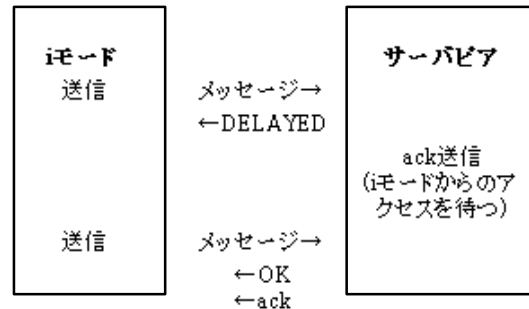 iモード
サーバピア
送信
メッセージ→
←DELAYED
ack送信
(iモードからのア
クセスを待つ)
送信
メッセージ→
←OK
←ack